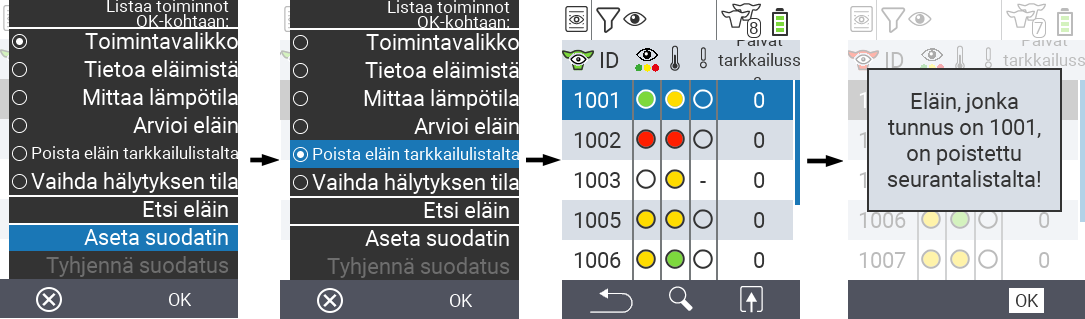 Listaa toiminnot
OK-kohtaan:
Toimintavalikko
Tietoa eläimistä
Mittaa lämpötila
Arvioi eläin
Poista eläin tarkkailulistalta
Vaihda hälytyksen tila
Etsi eläin
Aseta suodatin
Tyhjennä suodatus
OK
Listaa toiminnot
OK-kohtaan:
Toimintavalikko
Tietoa eläimistä
Mittaa lämpötila
Arvioi eläin
Poista eläin tarkkailulistalta
Vaihda hälytyksen tila
Etsi eläin
Aseta suodatin
Tyhjennä suodatus
OK
8
ID Päivät
tarkkailuss
1001 0
1002 0
1003 - 0
1005 0
1006 0
7
ID Päivät
tarkkailuss
Eläin, jonka
tunnus on 1001,
on poistettu
seurantalistalta!
1006 0
1007 0
OK